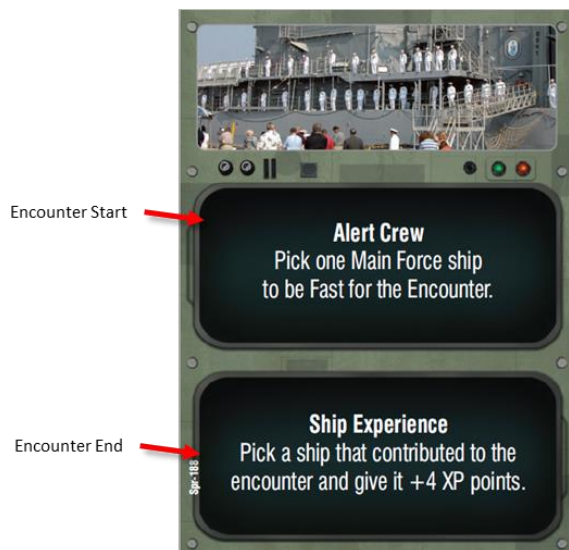 Encounter Start
Alert Crew
Pick one Main Force ship
to be Fast for the Encounter.
Encounter End
Ship Experience
Pick a ship that contributed to the
encounter and give it +4 XP points.
Spr-188